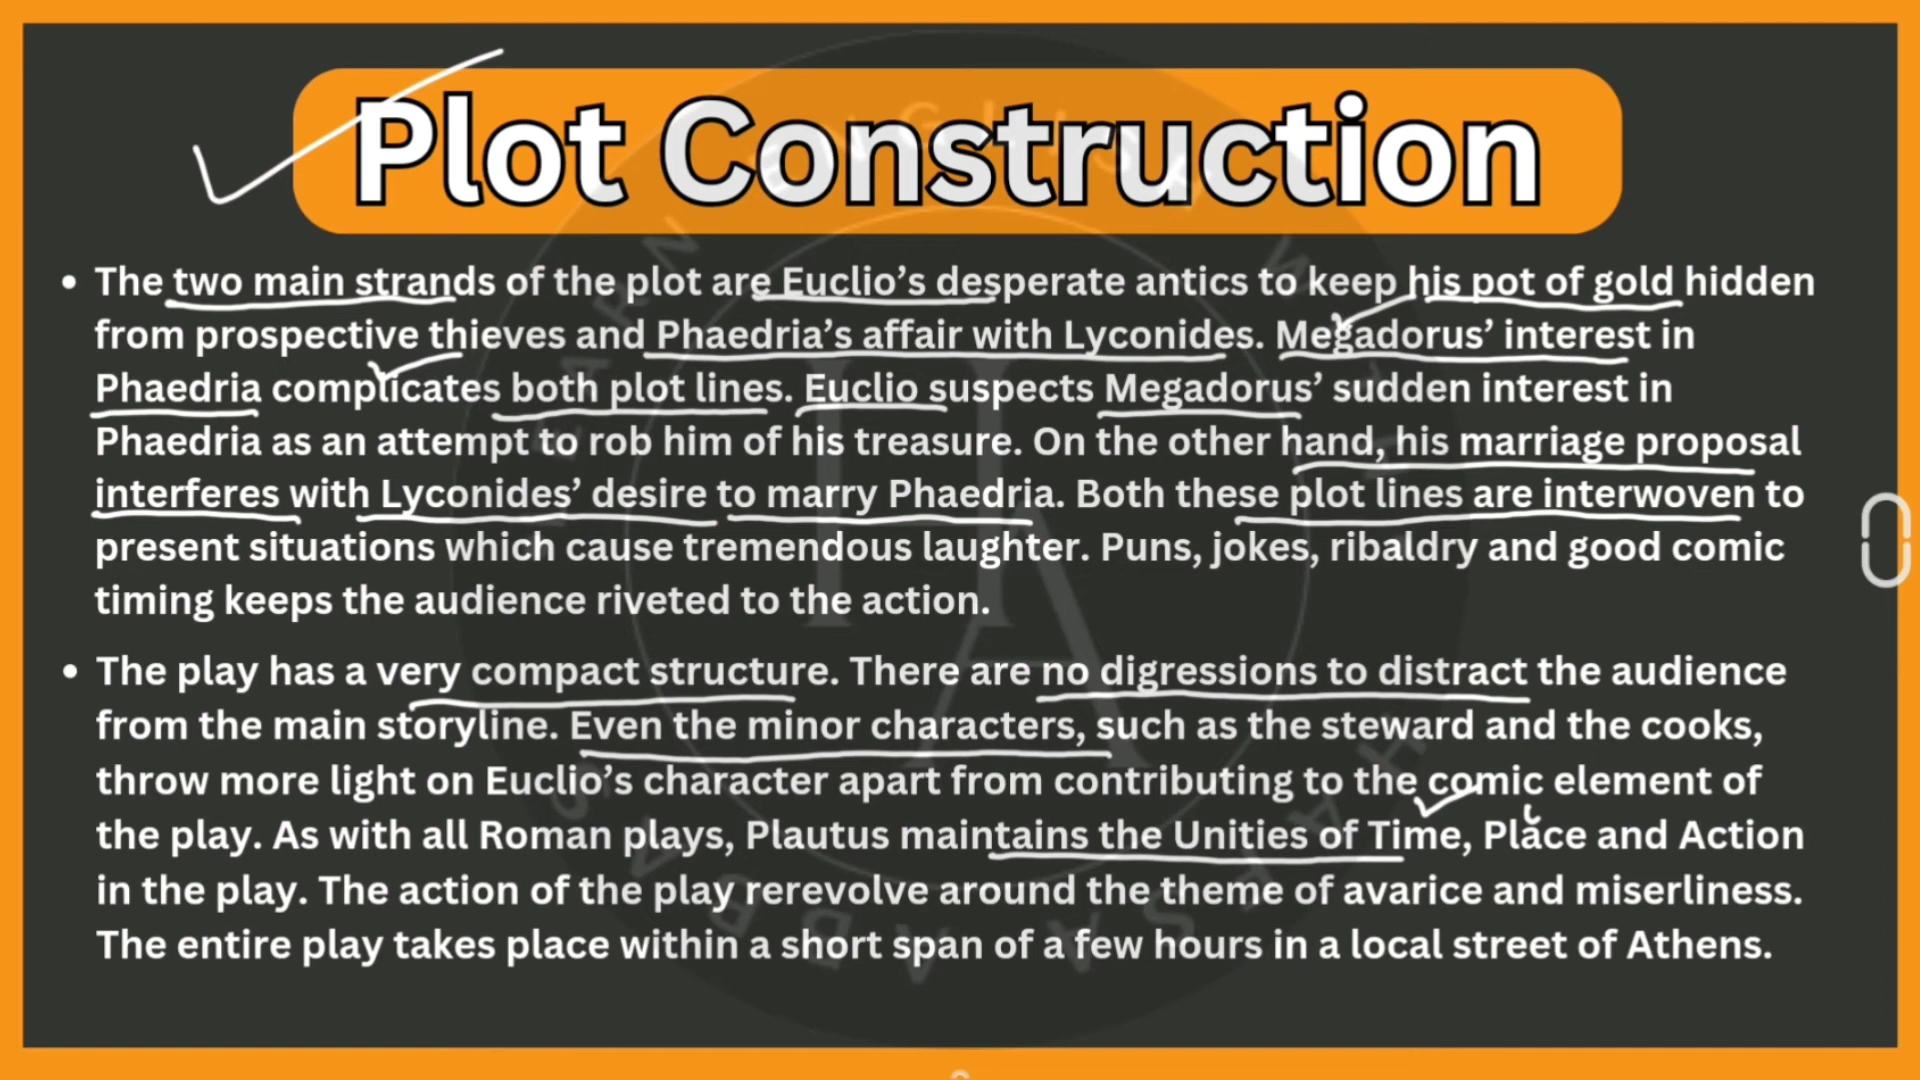 Plot Construction
• The two main strands of the plot are Euclio’s desperate antics to keep his pot of gold hidden
from prospective thieves and Phaedria’s affair with Lyconides. Megadorus’ interest in
Phaedria complicates both plot lines. Euclio suspects Megadorus’ sudden interest in
Phaedria as an attempt to rob him of his treasure. On the other hand, his marriage proposal
interferes with Lyconides’ desire to marry Phaedria. Both these plot lines are interwoven to
present situations which cause tremendous laughter. Puns, jokes, ribaldry and good comic
timing keeps the audience riveted to the action.
• The play has a very compact structure. There are no digressions to distract the audience
from the main storyline. Even the minor characters, such as the steward and the cooks,
throw more light on Euclio’s character apart from contributing to the comic element of
the play. As with all Roman plays, Plautus maintains the Unities of Time, Place and Action
in the play. The action of the play rerevolve around the theme of avarice and miserliness.
The entire play takes place within a short span of a few hours in a local street of Athens.